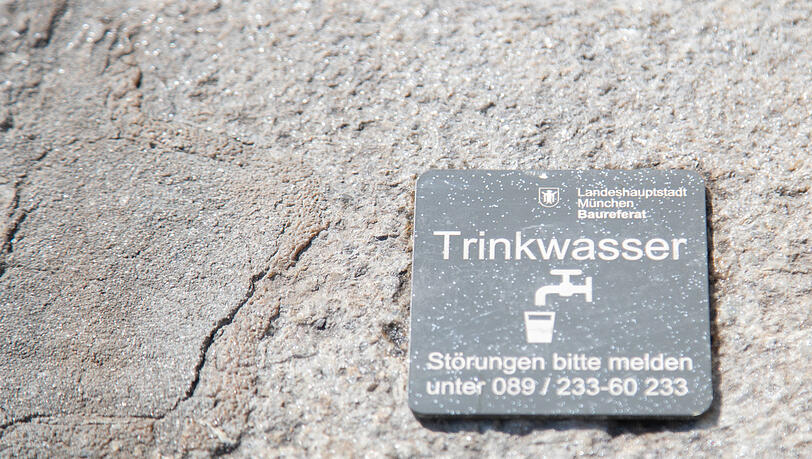 Landeshauptstadt
München
Baureferat
Trinkwasser
Störungen bitte melden
unter 089 / 233-60 233